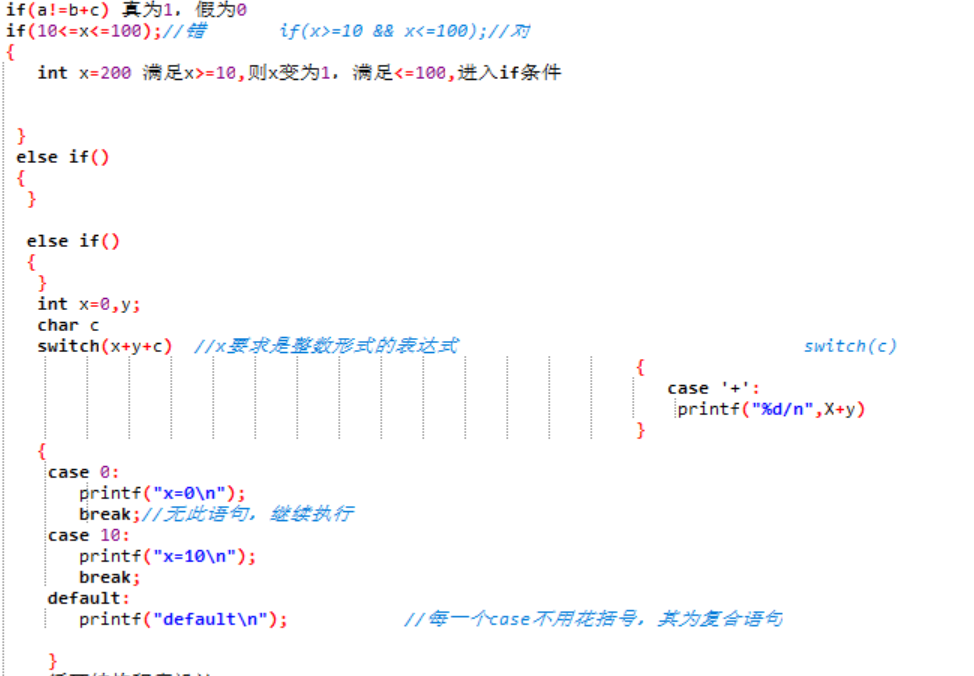 if(a!=b+c) 真为1，假为0
if(10<=x<=100);//错 if(x>=10 && x<=100);//对
{
int x=200 满足x>=10,则x变为1，满足<=100,进入if条件
}
else if()
{
}
else if()
{
}
int x=0,y;
char c
switch(x+y+c) //x要求是整数形式的表达式 switch(c)
{
case '+':
printf("%d/n",X+y)
}
{
case 0:
printf("x=0\n");
break;//无此语句，继续执行
case 10:
printf("x=10\n");
break;
default:
printf("default\n"); //每一个case不用花括号，其为复合语句
}